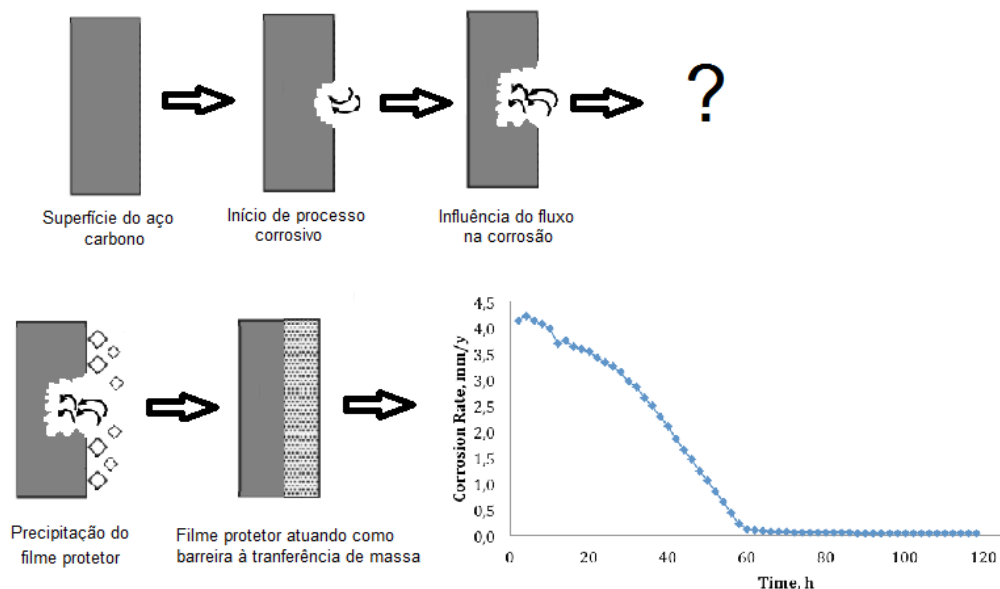 ?
Superfície do aço
carbono
Início de processo
corrosivo
Influência do fluxo
na corrosão
Precipitação do
filme protetor
Filme protetor atuando como
barreira à tranferência de massa
Corrosion Rate, mm/y
4,5
4,0
3,5
3,0
2,5
2,0
1,5
1,0
0,5
0,0
0 20 40 60 80 100 120
Time, h